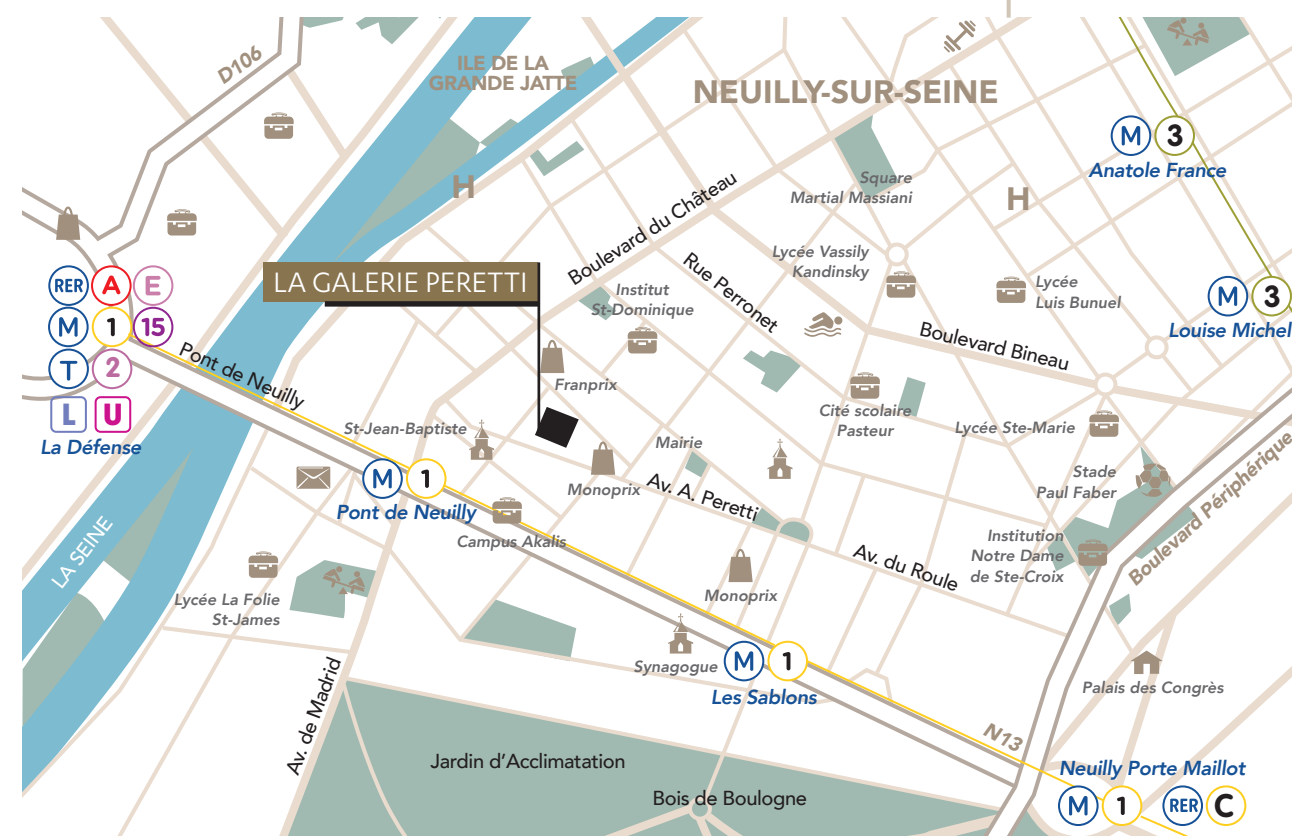 D106
ILE DE LA
GRANDE JATTE
NEUILLY-SUR-SEINE
M 3
Anatole France
H
Square
Martial Massiani
H
Boulevard du Château
Lycée Vassily
Kandinsky
Rue Perronet
LA GALERIE PERETTI
Institut
St-Dominique
Lycée
Luis Bunuel
RER A E
M 1 15
T 2
L U
La Défense
M 3
Louise Michel
Boulevard Bineau
Pont de Neuilly
Franprix
Cité scolaire
Pasteur
Lycée Ste-Marie
St-Jean-Baptiste
Mairie
Monoprix
Av. A. Peretti
M 1
Pont de Neuilly
Stade
Paul Faber
Boulevard Périphérique
Campus Akalis
Institution
Notre Dame
de Ste-Croix
Av. du Roule
LA SEINE
Lycée La Folie
St-James
Monoprix
Synagogue
M 1
Les Sablons
Palais des Congrès
Av. de Madrid
N13
Jardin d'Acclimatation
Bois de Boulogne
Neuilly Porte Maillot
M 1 RER C